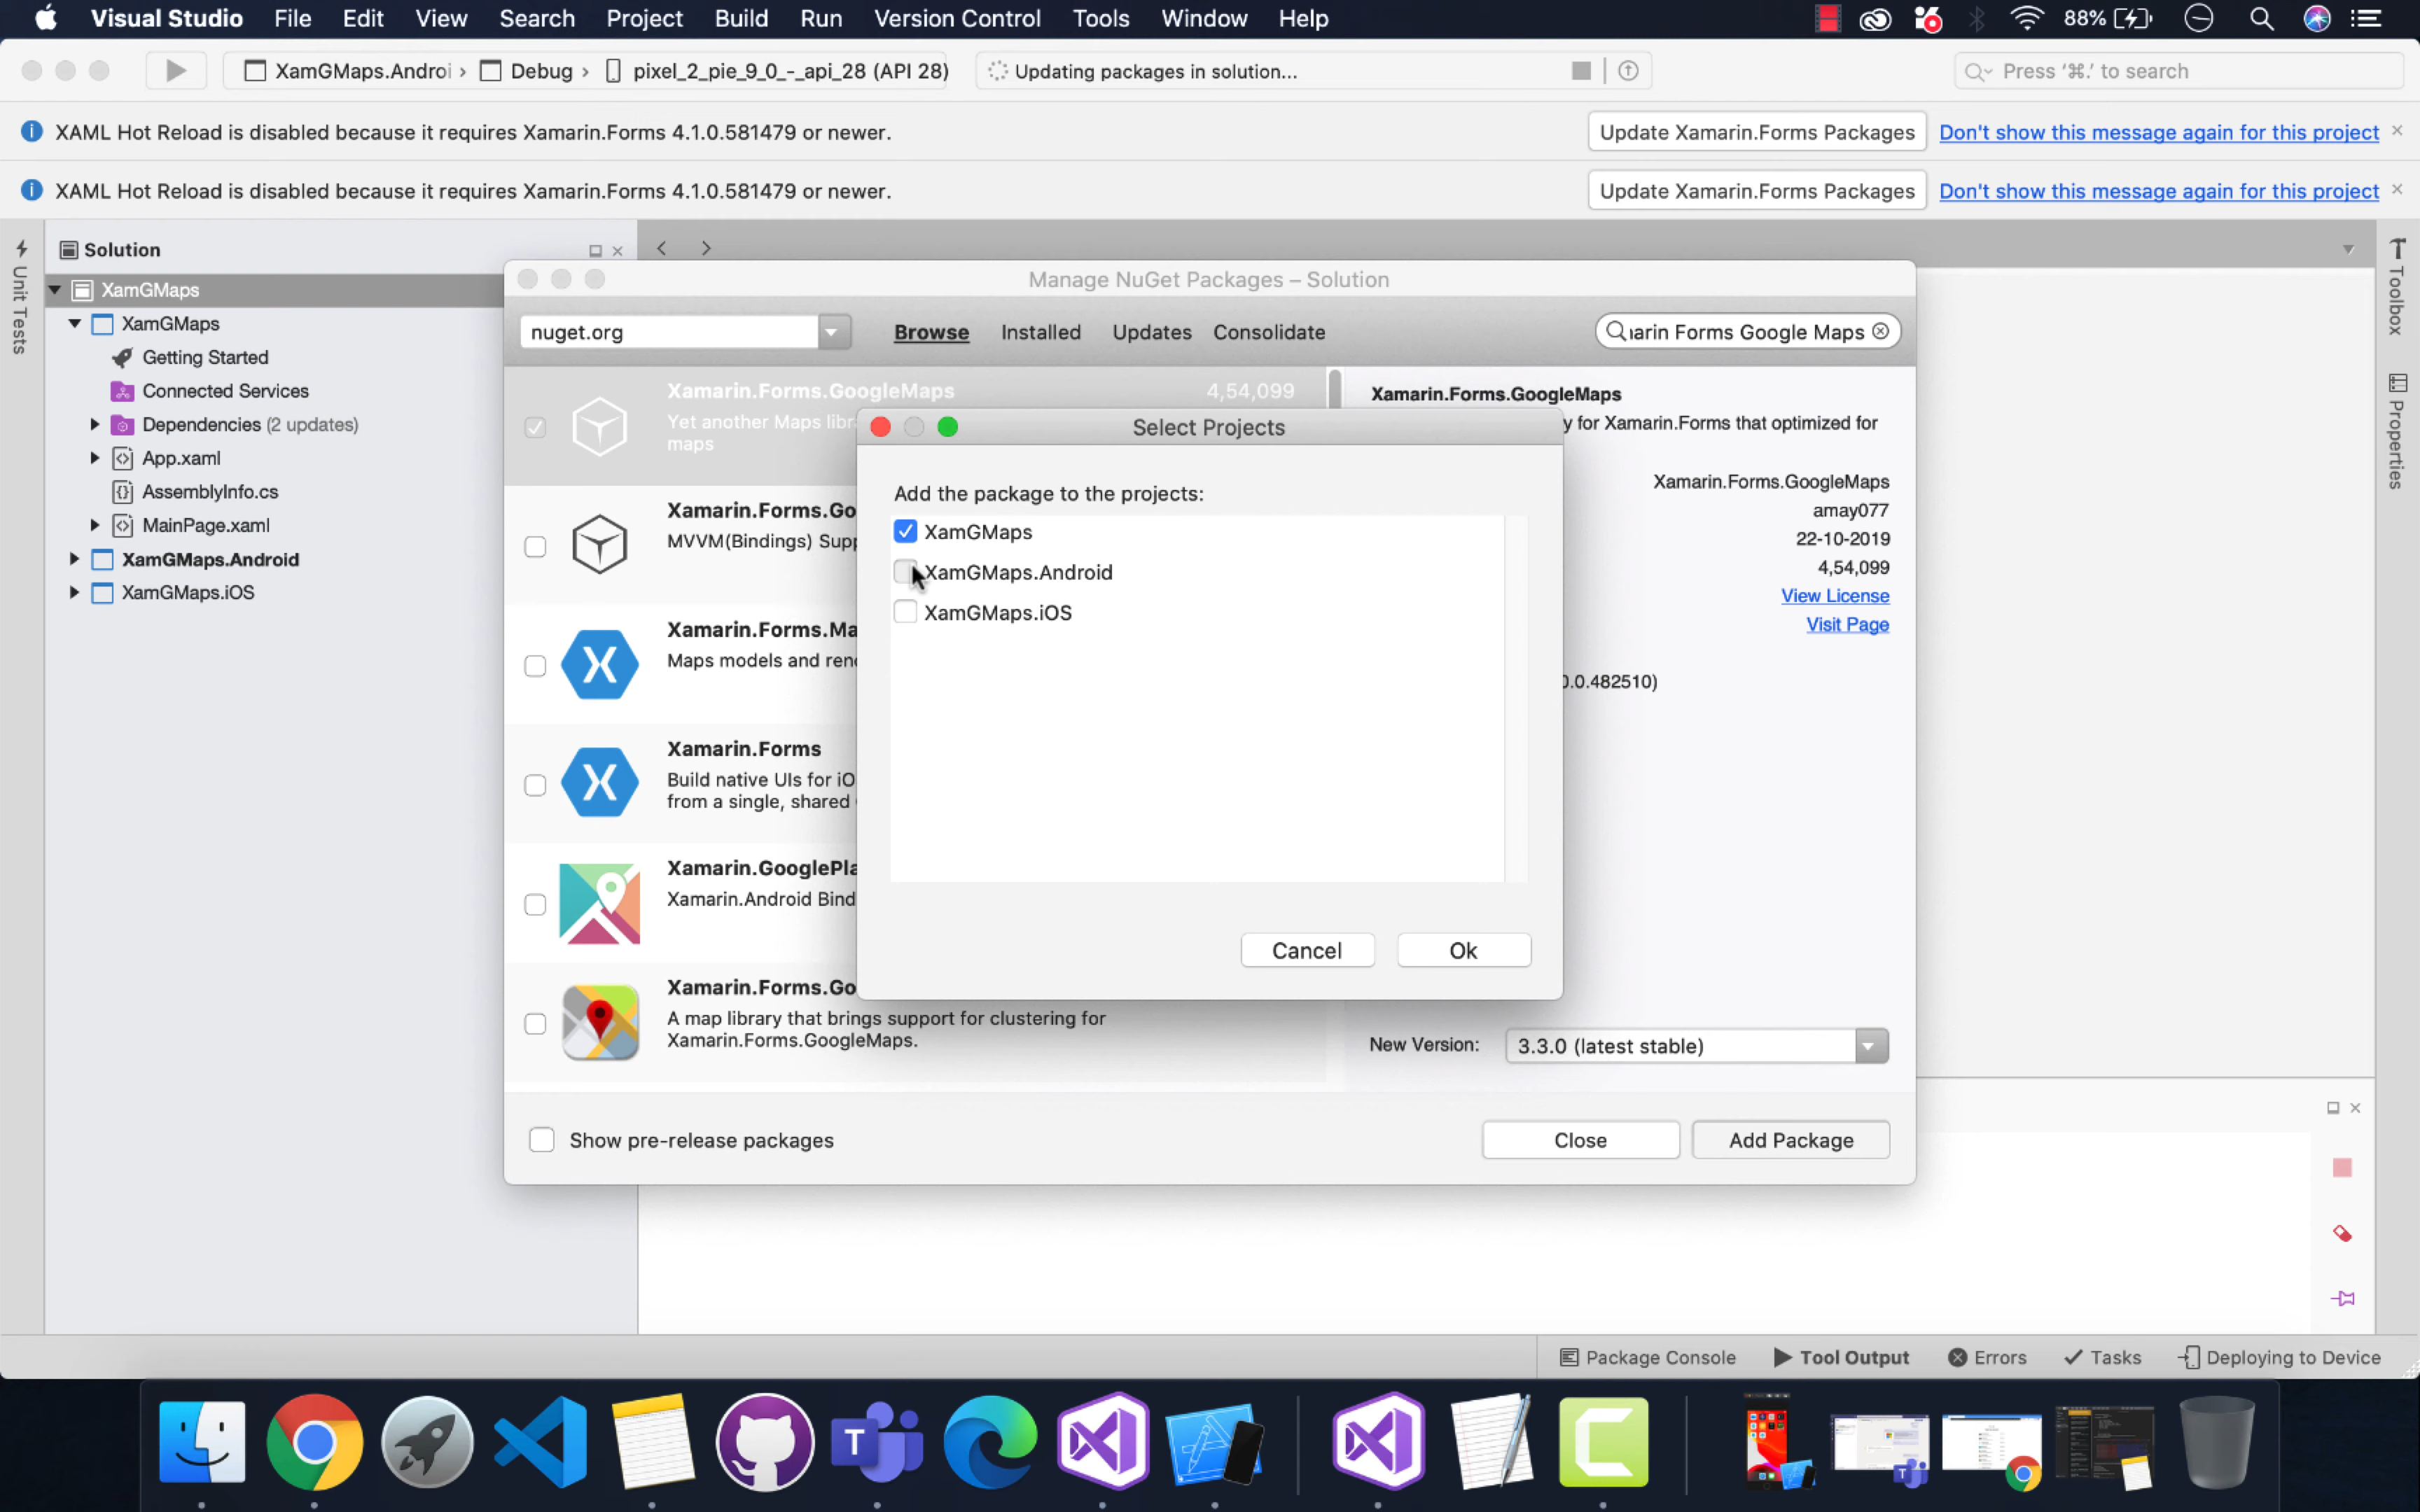 Visual Studio File Edit View Search Project Build Run Version Control Tools Window Help 88%
XamGMaps.Androi › Debug › pixel_2_pie_9_0_-_api_28 (API 28) Updating packages in solution... Press ‘⌘.’ to search
XAML Hot Reload is disabled because it requires Xamarin.Forms 4.1.0.581479 or newer. Update Xamarin.Forms Packages Don't show this message again for this project
XAML Hot Reload is disabled because it requires Xamarin.Forms 4.1.0.581479 or newer. Update Xamarin.Forms Packages Don't show this message again for this project
Unit Tests
Solution
XamGMaps
XamGMaps
Getting Started
Connected Services
Dependencies (2 updates)
App.xaml
AssemblyInfo.cs
MainPage.xaml
XamGMaps.Android
XamGMaps.iOS
Manage NuGet Packages – Solution
nuget.org Browse Installed Updates Consolidate arin Forms Google Maps
Xamarin.Forms.GoogleMaps 4,54,099
Yet another Maps libr
maps
Xamarin.Forms.Go
MVVM(Bindings) Supp
Xamarin.Forms.Ma
Maps models and ren
Xamarin.Forms
Build native UIs for iO
from a single, shared
Xamarin.GooglePla
Xamarin.Android Bind
Xamarin.Forms.Go
A map library that brings support for clustering for
Xamarin.Forms.GoogleMaps.
Select Projects
Add the package to the projects:
XamGMaps
XamGMaps.Android
XamGMaps.iOS
Cancel Ok
Xamarin.Forms.GoogleMaps
y for Xamarin.Forms that optimized for
Xamarin.Forms.GoogleMaps
amay077
22-10-2019
4,54,099
View License
Visit Page
0.0.482510)
New Version: 3.3.0 (latest stable)
Show pre-release packages Close Add Package
Toolbox
Properties
Package Console Tool Output Errors Tasks Deploying to Device
T
T